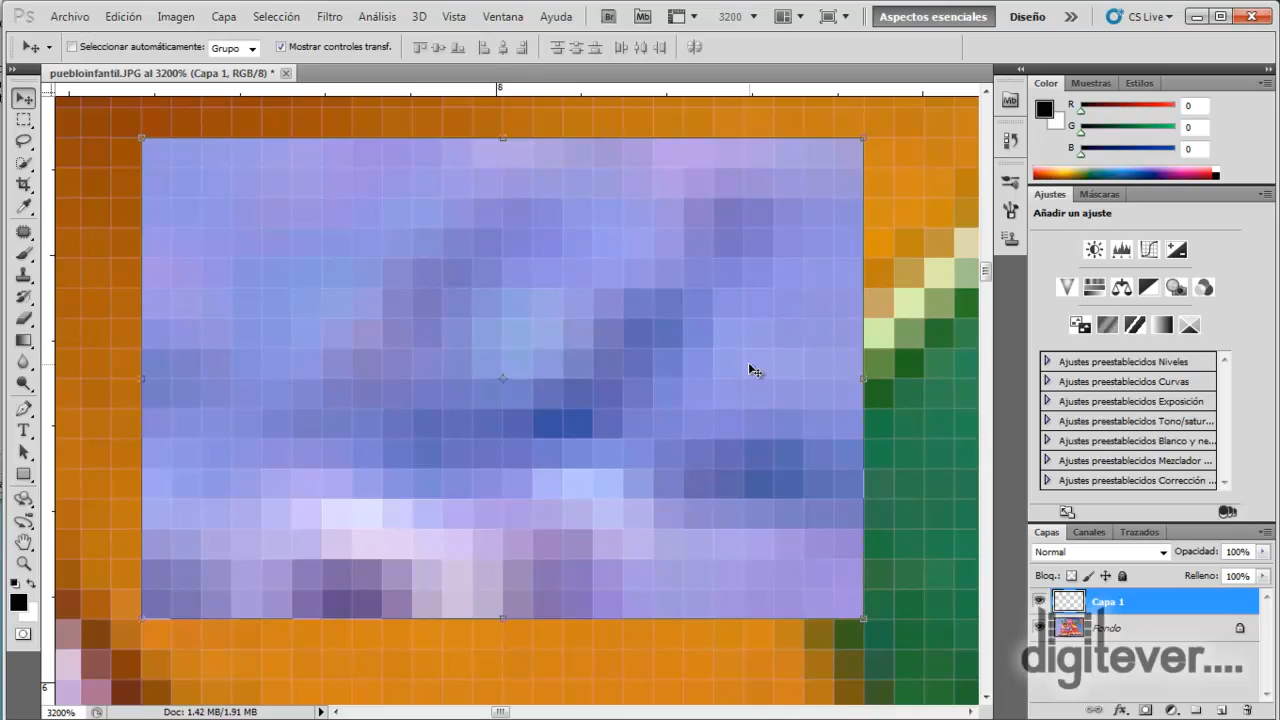 Ps Archivo Edición Imagen Capa Selección Filtro Análisis 3D Vista Ventana Ayuda Br Mb 3200 Aspectos esenciales Diseño CS Live
Seleccionar automáticamente: Grupo Mostrar controles transf.
puebloinfantil.JPG al 3200% (Capa 1, RGB/8) *
8
6
Mb
Color Muestras Estilos
R 0
G 0
B 0
Ajustes Máscaras
Añadir un ajuste
Ajustes preestablecidos Niveles
Ajustes preestablecidos Curvas
Ajustes preestablecidos Exposición
Ajustes preestablecidos Tono/satur...
Ajustes preestablecidos Blanco y ne...
Ajustes preestablecidos Mezclador ...
Ajustes preestablecidos Corrección ...
Capas Canales Trazados
Normal Opacidad: 100%
Bloq.: Relleno: 100%
Capa 1
Fondo
digitever....
3200% Doc: 1.42 MB/1.91 MB